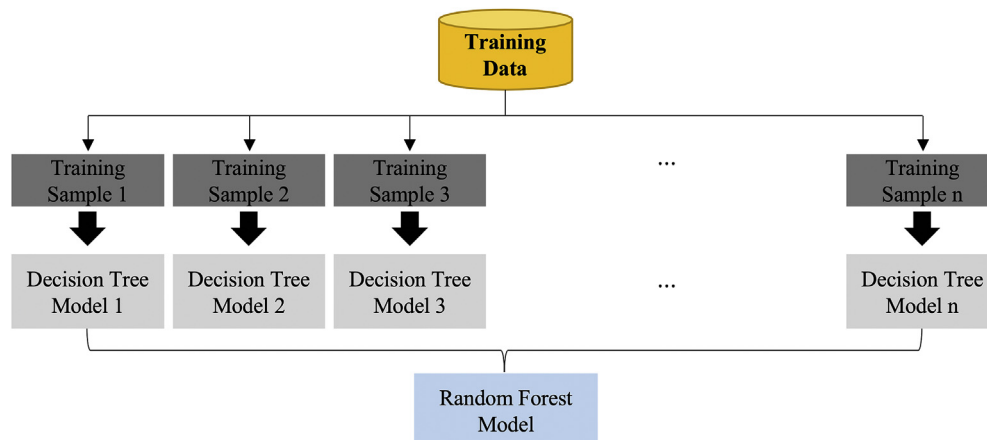 Training
Data
Training
Sample 1
Training
Sample 2
Training
Sample 3
...
Training
Sample n
Decision Tree
Model 1
Decision Tree
Model 2
Decision Tree
Model 3
...
Decision Tree
Model n
Random Forest
Model